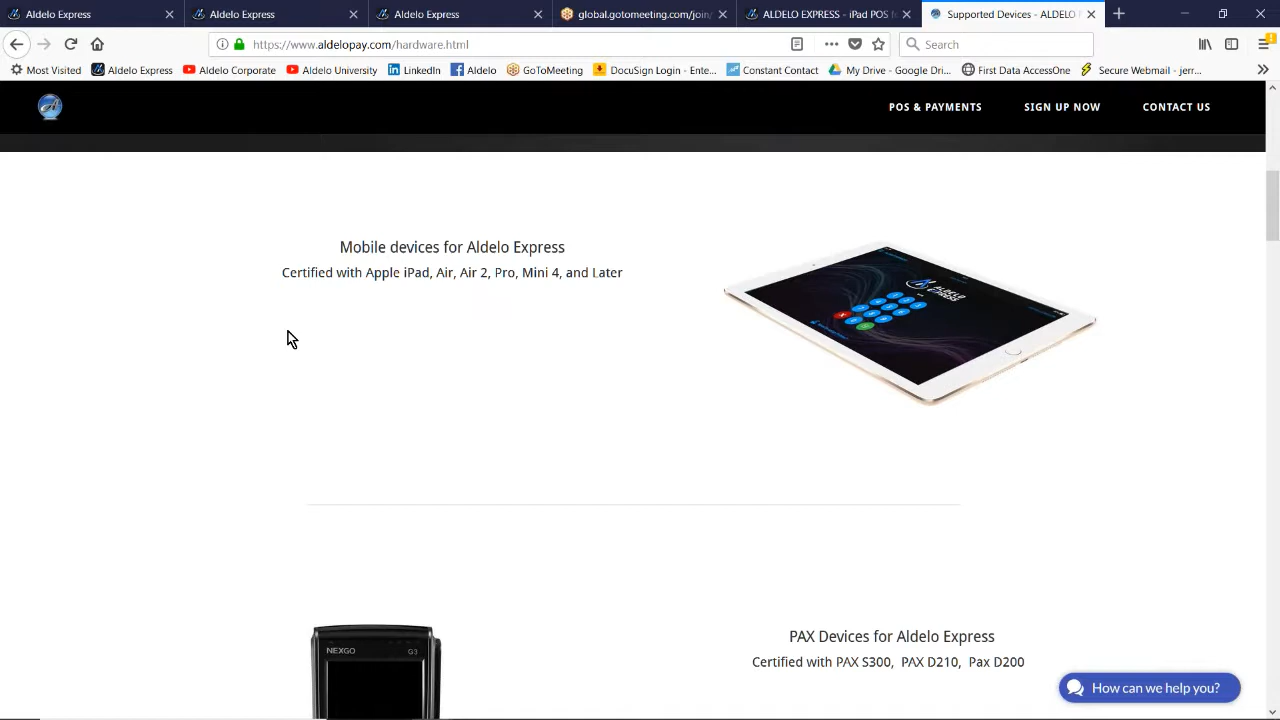 Aldelo Express
Aldelo Express
Aldelo Express
global.gotomeeting.com/join/
ALDELO EXPRESS - iPad POS f
Supported Devices - ALDELO
https://www.aldelopay.com/hardware.html
Search
Most Visited
Aldelo Express
Aldelo Corporate
Aldelo University
LinkedIn
Aldelo
GoToMeeting
DocuSign Login - Ente...
Constant Contact
My Drive - Google Dri...
First Data AccessOne
Secure Webmail - jerr...
POS & PAYMENTS
SIGN UP NOW
CONTACT US
Mobile devices for Aldelo Express
Certified with Apple iPad, Air, Air 2, Pro, Mini 4, and Later
ALDELO
EXPRESS
NEXGO
G3
PAX Devices for Aldelo Express
Certified with PAX S300, PAX D210, Pax D200
How can we help you?